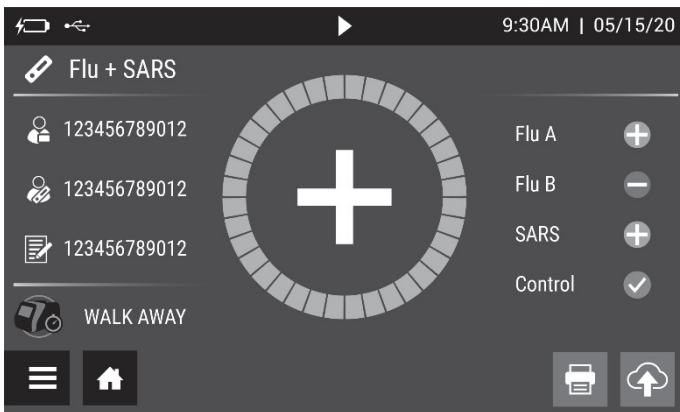 9:30AM | 05/15/20
Flu + SARS
123456789012
123456789012
123456789012
WALK AWAY
Flu A
Flu B
SARS
Control